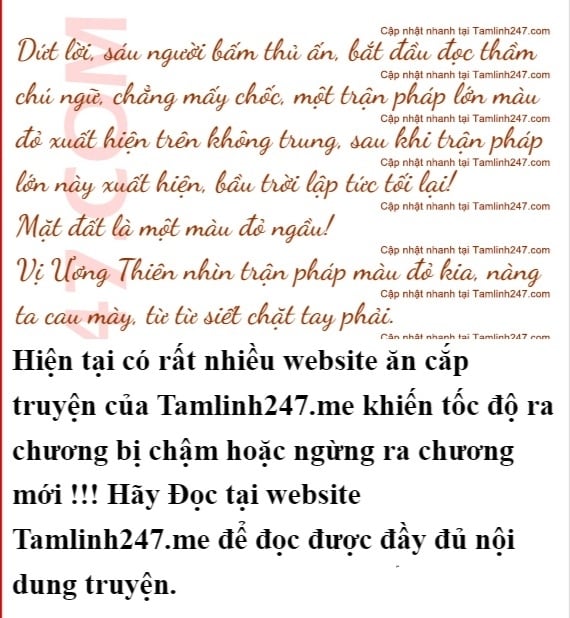 Cập nhật nhanh tại Tamlinh247.com
Dứt lời, sáu người bấm thủ ấn, bắt đầu đọc thầm
Cập nhật nhanh tại Tamlinh247.com
chú ngữ, chẳng mấy chốc, một trận pháp lớn màu
Cập nhật nhanh tại Tamlinh247.com
đỏ xuất hiện trên không trung, sau khi trận pháp
Cập nhật nhanh tại Tamlinh247.com
lớn này xuất hiện, bầu trời lập tức tối lại!
Cập nhật nhanh tại Tamlinh247.com
Mặt đất là một màu đỏ ngầu!
Cập nhật nhanh tại Tamlinh247.com
Vị Ương Thiên nhìn trận pháp màu đỏ kia, nàng
Cập nhật nhanh tại Tamlinh247.com
ta cau mày, từ từ siết chặt tay phải.
Cập nhật nhanh tại Tamlinh247.com
47.COM
Hiện tại có rất nhiều website ăn cắp
truyện của Tamlinh247.me khiến tốc độ ra
chương bị chậm hoặc ngừng ra chương
mới !!! Hãy Đọc tại website
Tamlinh247.me để đọc được đầy đủ nội
dung truyện.